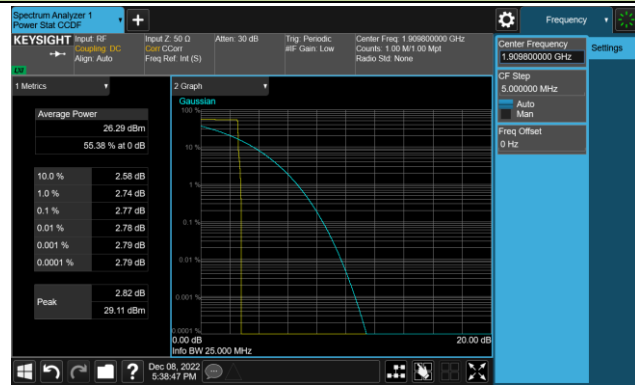 Spectrum Analyzer 1
Power Stat CCDF
Frequency
KEYSIGHT
Input: RF
Coupling: DC
Align: Auto
Input Z: 50 Ω
Corr CCorr
Freq Ref: Int (S)
Atten: 30 dB
Trig: Periodic
#IF Gain: Low
Center Freq: 1.909800000 GHz
Counts: 1.00 M/1.00 Mpt
Radio Std: None
Center Frequency
1.909800000 GHz
Settings
CF Step
5.000000 MHz
Auto
Man
Freq Offset
0 Hz
1 Metrics
2 Graph
Average Power
26.29 dBm
55.38 % at 0 dB
10.0 % 2.58 dB
1.0 % 2.74 dB
0.1 % 2.77 dB
0.01 % 2.78 dB
0.001 % 2.79 dB
0.0001 % 2.79 dB
Peak
2.82 dB
29.11 dBm
Gaussian
100 %
10 %
1 %
0.1 %
0.01 %
0.001 %
0.0001 %
0.00 dB
20.00 dB
Info BW 25.000 MHz
?
Dec 08, 2022
5:38:47 PM